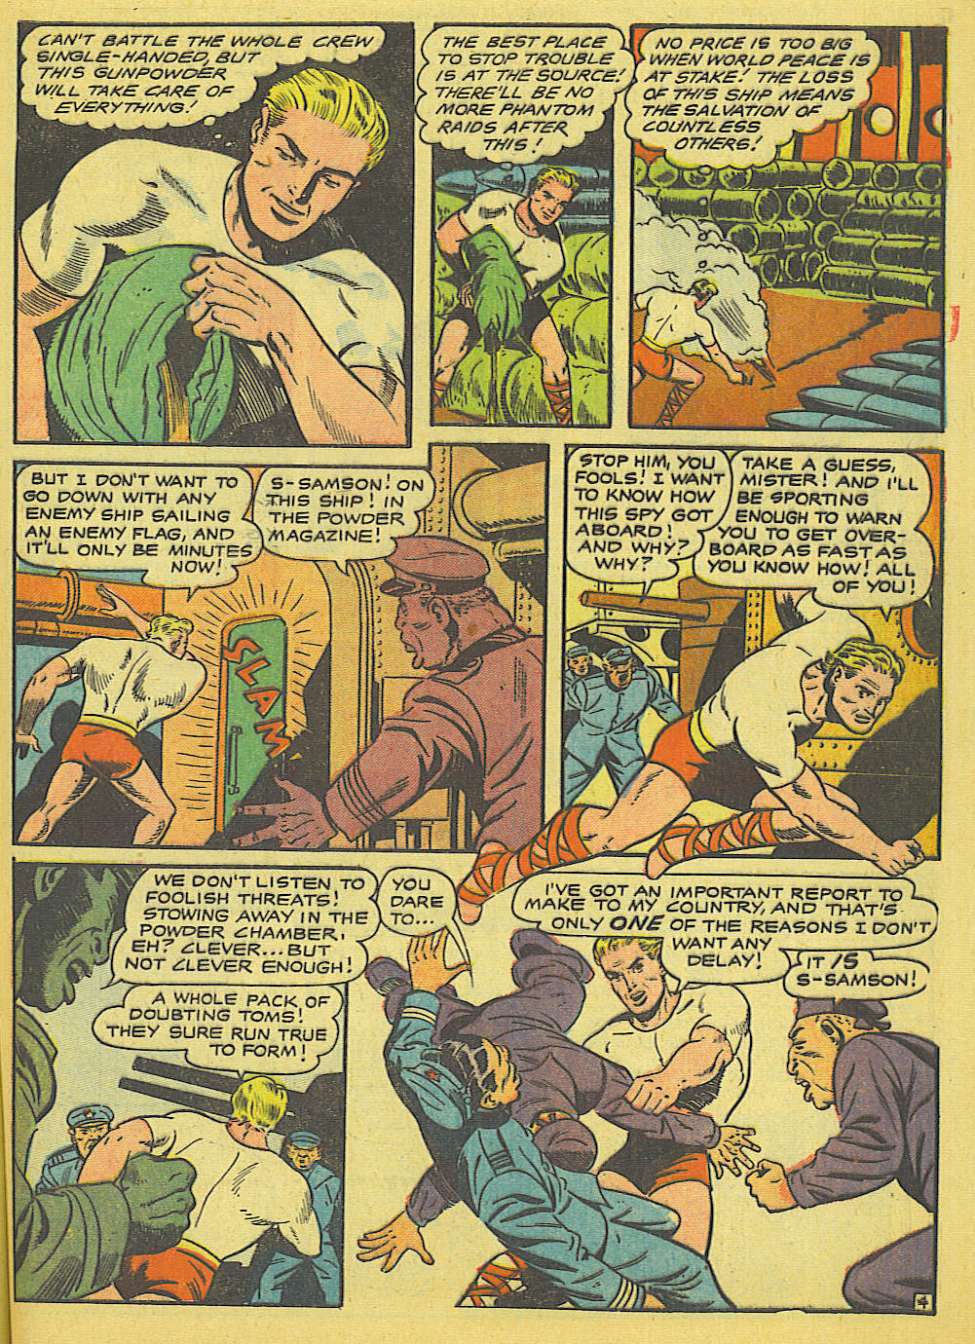 CAN'T BATTLE THE WHOLE CREW
SINGLE-HANDED, BUT
THIS GUNPOWDER
WILL TAKE CARE OF
EVERYTHING!
THE BEST PLACE
TO STOP TROUBLE
IS AT THE SOURCE!
THERE'LL BE NO
MORE PHANTOM
RAIDS AFTER
THIS!
NO PRICE IS TOO BIG
WHEN WORLD PEACE IS
AT STAKE! THE LOSS
OF THIS SHIP MEANS
THE SALVATION OF
COUNTLESS
OTHERS!
BUT I DON'T WANT TO
GO DOWN WITH ANY
ENEMY SHIP SAILING
AN ENEMY FLAG, AND
IT'LL ONLY BE MINUTES
NOW!
S-SAMSON! ON
THIS SHIP! IN
THE POWDER
MAGAZINE!
SLAM
STOP HIM, YOU
FOOLS! I WANT
TO KNOW HOW
THIS SPY GOT
ABOARD!
AND WHY?
WHY?
TAKE A GUESS,
MISTER! AND I'LL
BE SPORTING
ENOUGH TO WARN
YOU TO GET OVER-
BOARD AS FAST AS
YOU KNOW HOW! ALL
OF YOU!
WE DON'T LISTEN TO
FOOLISH THREATS!
STOWING AWAY IN THE
POWDER CHAMBER,
EH? CLEVER... BUT
NOT CLEVER ENOUGH!
A WHOLE PACK OF
DOUBTING TOMS!
THEY SURE RUN TRUE
TO FORM!
YOU
DARE
TO...
I'VE GOT AN IMPORTANT REPORT TO
MAKE TO MY COUNTRY, AND THAT'S
ONLY ONE OF THE REASONS I DON'T
WANT ANY
DELAY!
IT IS
S-SAMSON!
4